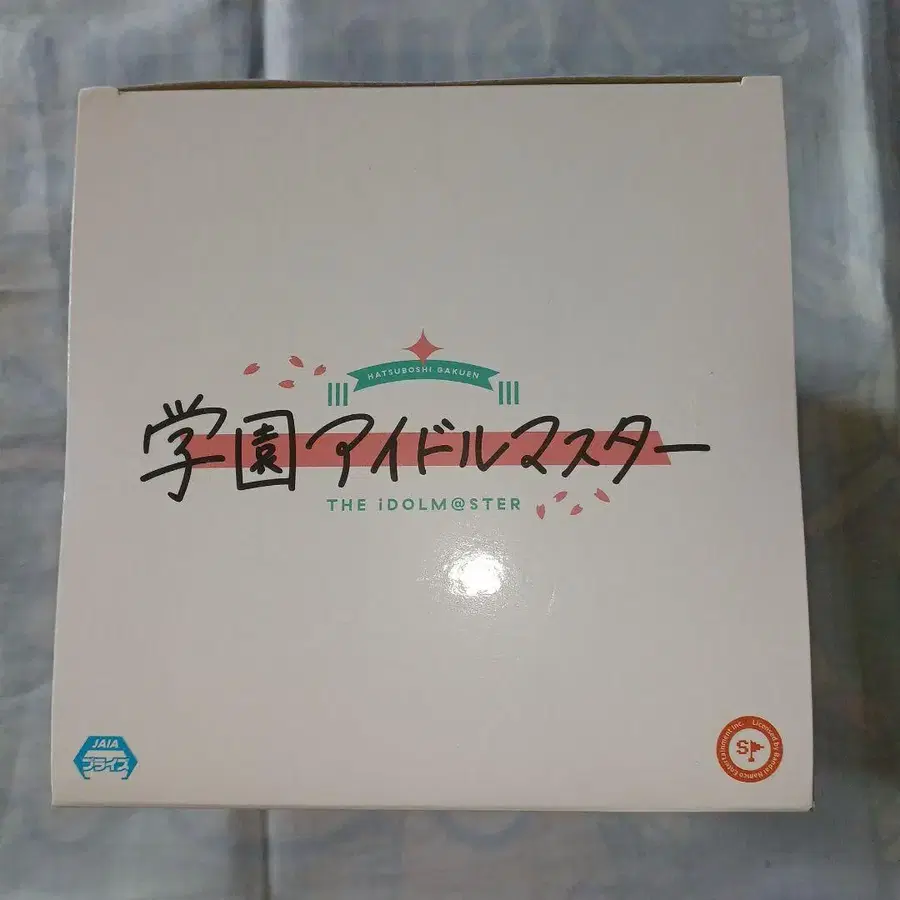 HATSUBOSHI GAKUEN
学園アイドルマスター
THE iDOLM@STER
JAIA
プライズ
Licensed by Bandai Namco Entertainment Inc.
SP